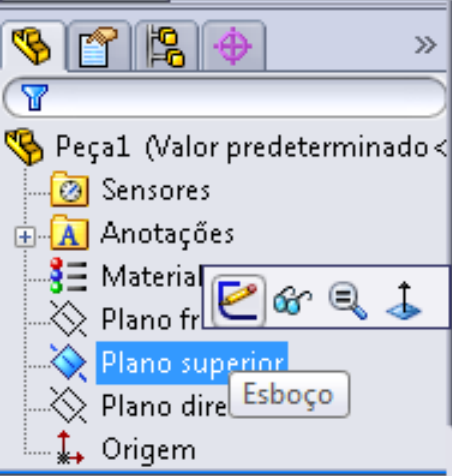 Peça1 (Valor predeterminado<
Sensores
A Anotações
Material
Plano fr
Plano superior
Plano dire
Esboço
Origem